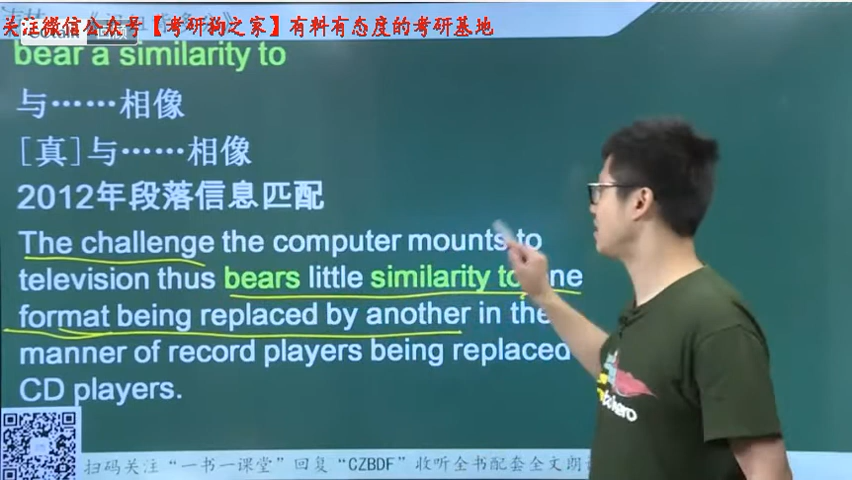 关注微信公众号【考研狗之家】有料有态度的考研基地
bear a similarity to
与……相像
[真]与……相像
2012年段落信息匹配
The challenge the computer mounts to
television thus bears little similarity to one
format being replaced by another in the
manner of record players being replaced
CD players.
hero
扫码关注“一书一课堂”回复“CZBDF”收听全书配套全文朗